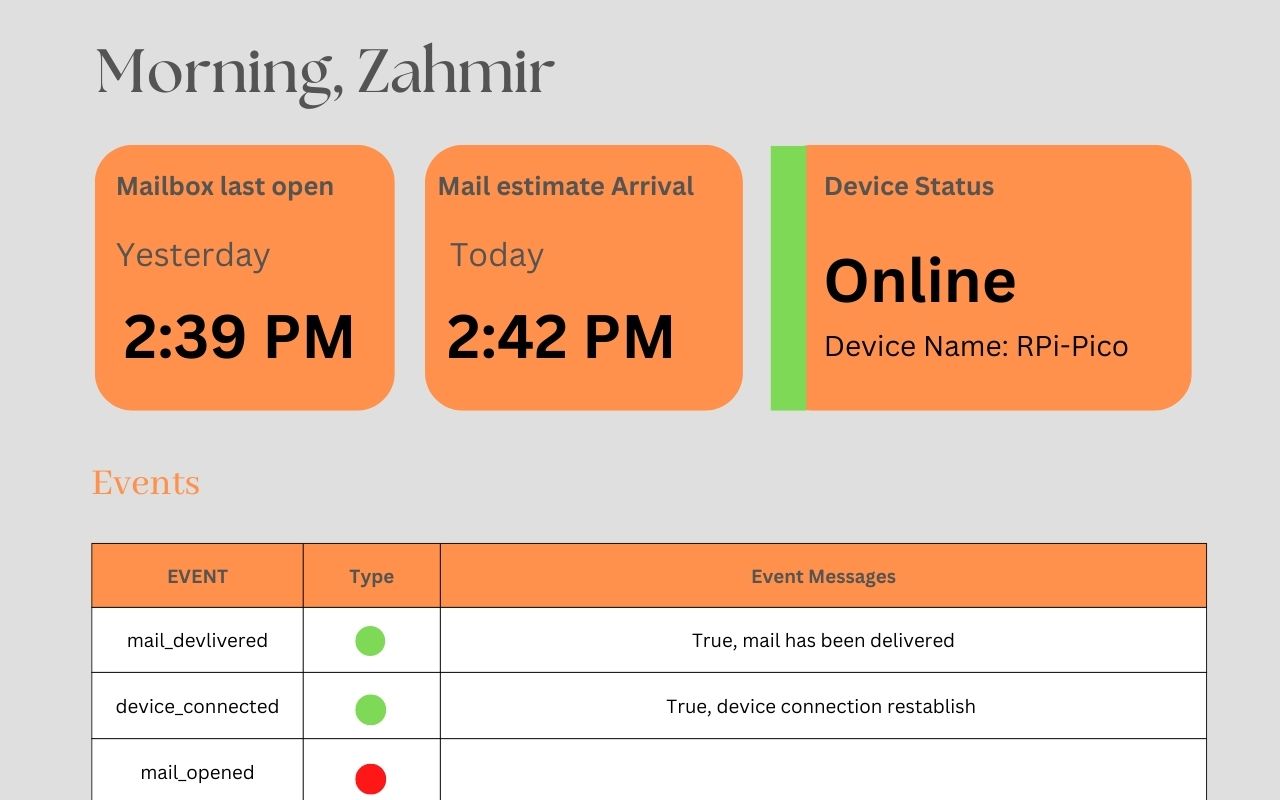 Morning, Zahmir
Mailbox last open
Yesterday
2:39 PM
Mail estimate Arrival
Today
2:42 PM
Device Status
Online
Device Name: RPi-Pico
Events
EVENT Type Event Messages
mail_devlivered True, mail has been delivered
device_connected True, device connection restablish
mail_opened